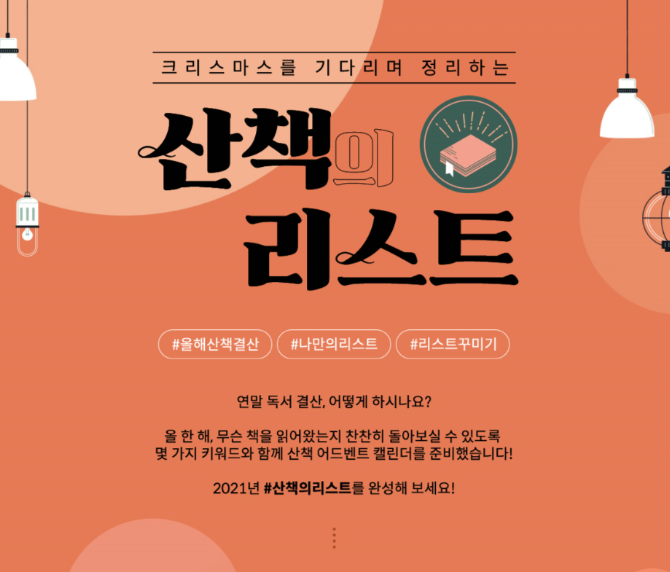 크리스마스를 기다리며 정리하는
산책의
리스트
#올해산책결산 #나만의리스트 #리스트꾸미기
연말 독서 결산, 어떻게 하시나요?
올 한 해, 무슨 책을 읽어왔는지 찬찬히 돌아보실 수 있도록
몇 가지 키워드와 함께 산책 어드벤트 캘린더를 준비했습니다!
2021년 #산책의리스트를 완성해 보세요!